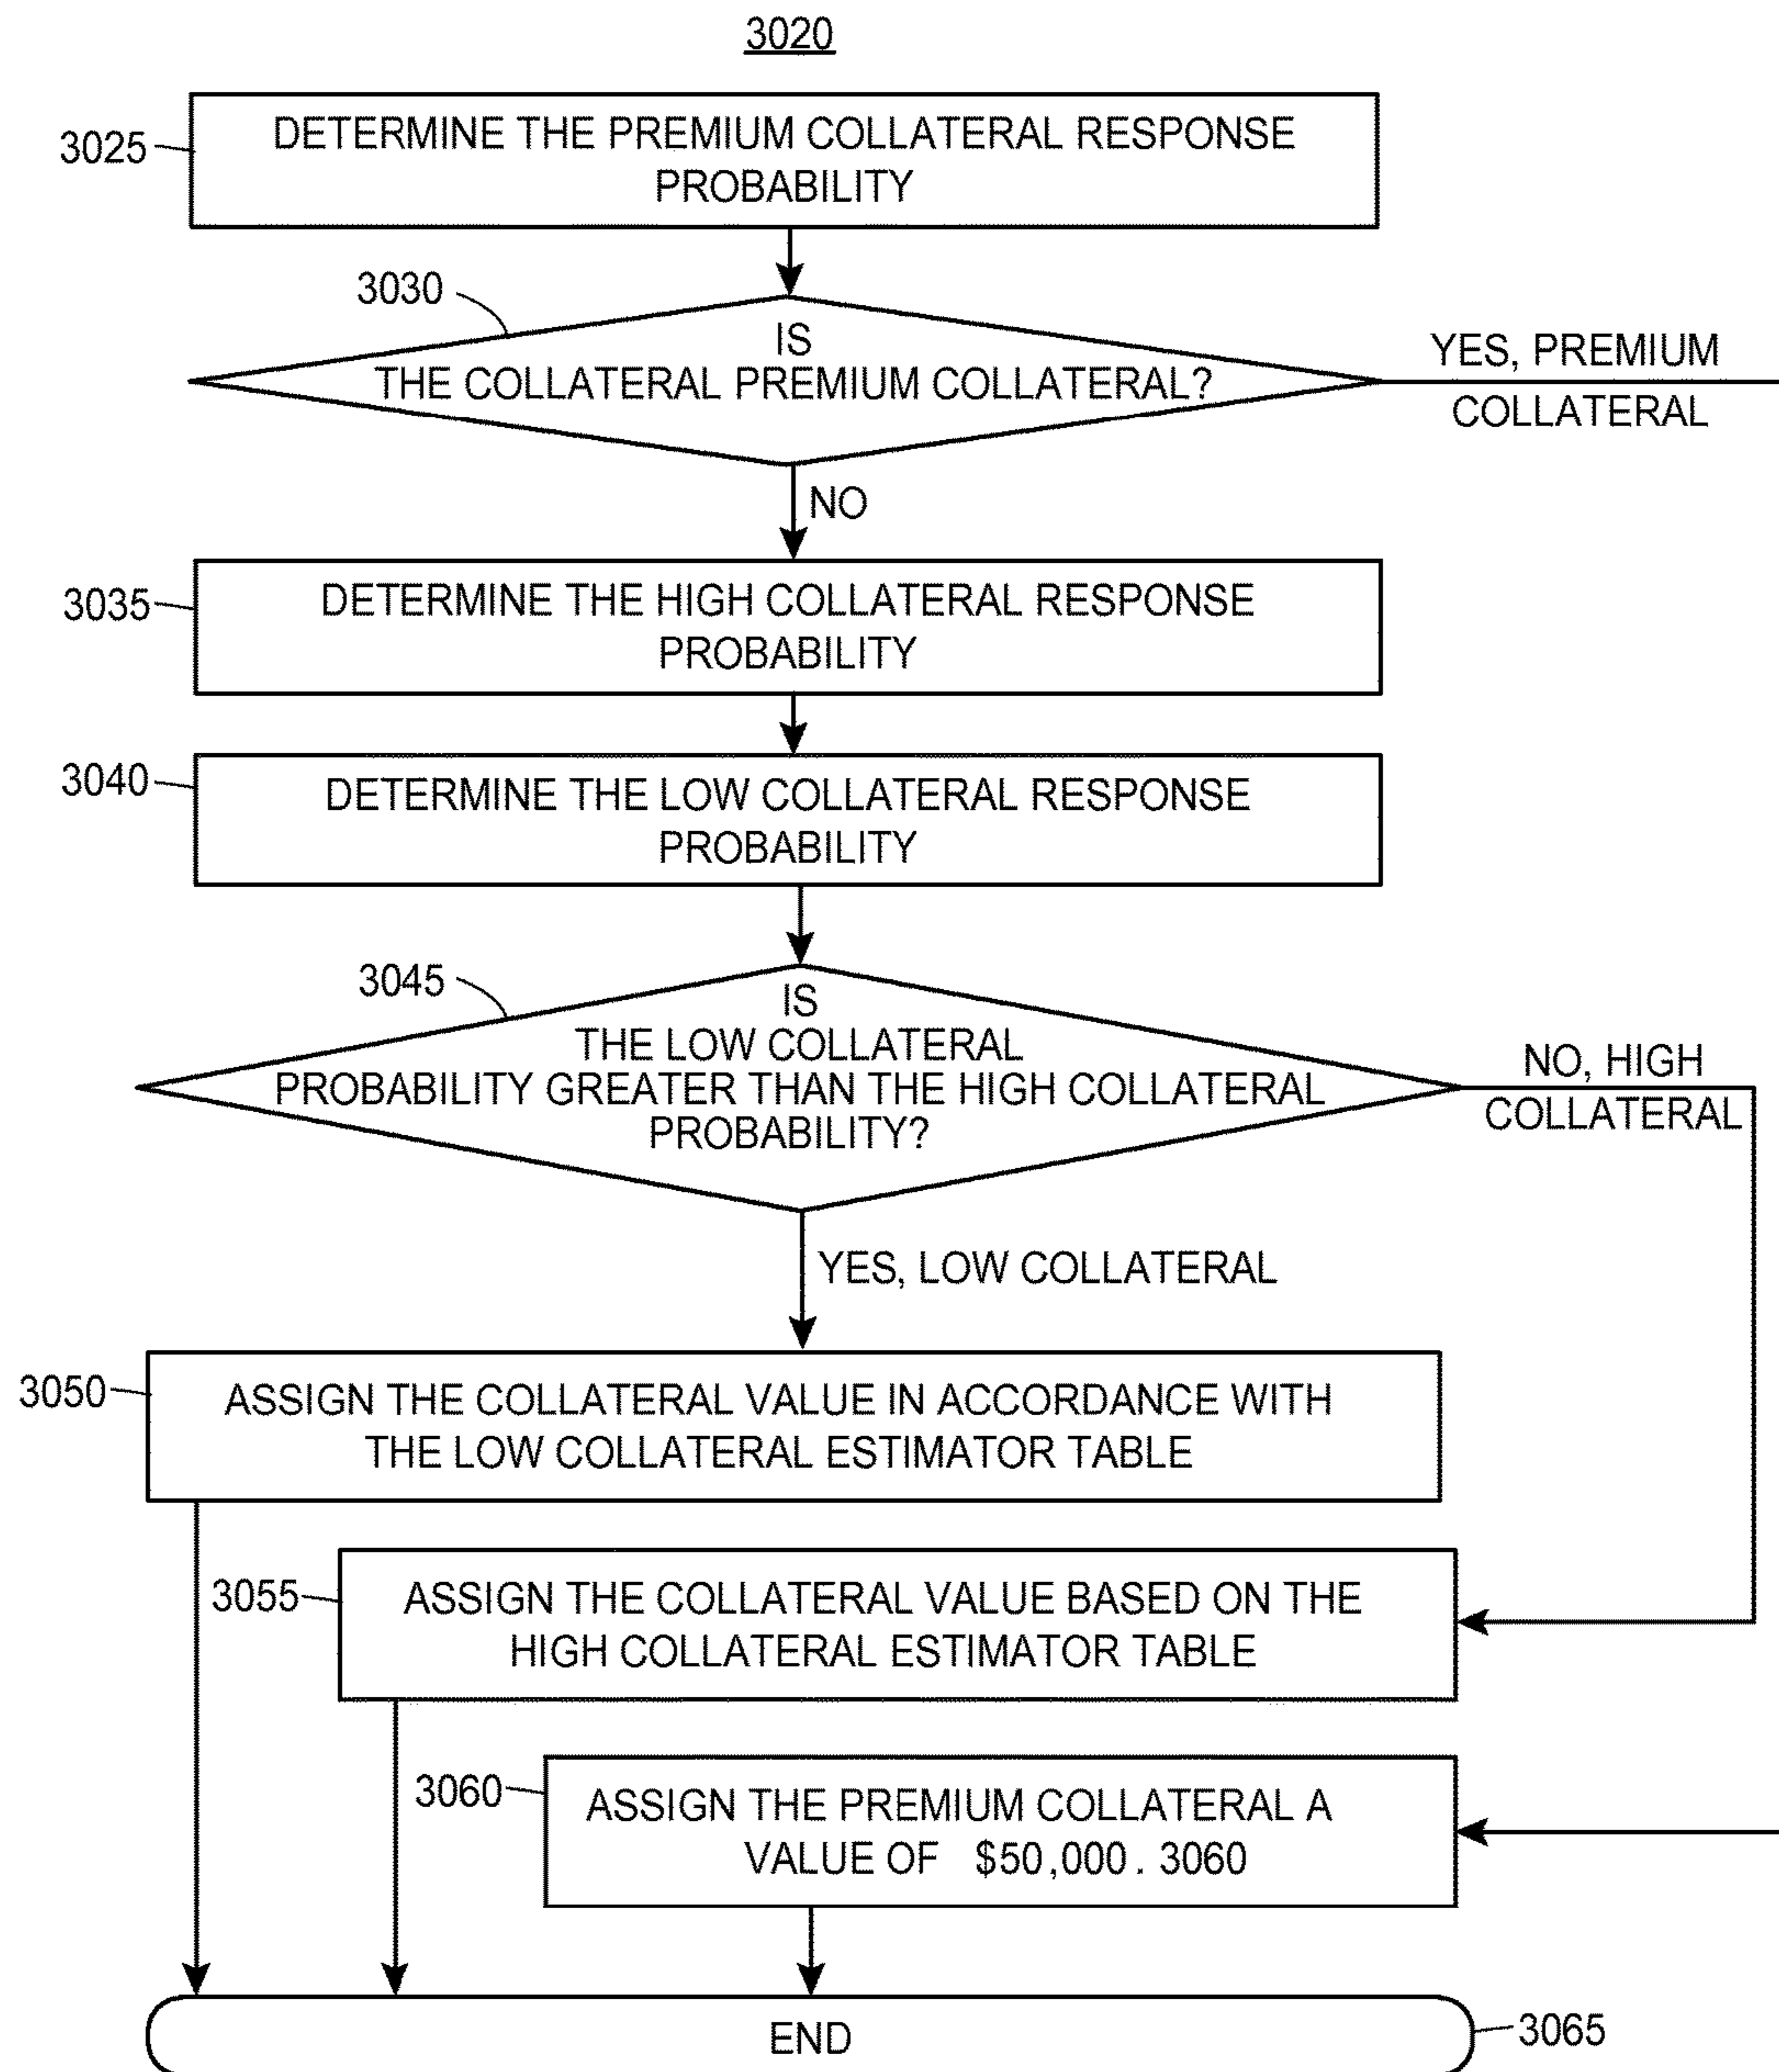 3020
3025
DETERMINE THE PREMIUM COLLATERAL RESPONSE
PROBABILITY
3030
IS
THE COLLATERAL PREMIUM COLLATERAL?
YES, PREMIUM
COLLATERAL
NO
3035
DETERMINE THE HIGH COLLATERAL RESPONSE
PROBABILITY
3040
DETERMINE THE LOW COLLATERAL RESPONSE
PROBABILITY
3045
IS
THE LOW COLLATERAL
PROBABILITY GREATER THAN THE HIGH COLLATERAL
PROBABILITY?
NO, HIGH
COLLATERAL
YES, LOW COLLATERAL
3050
ASSIGN THE COLLATERAL VALUE IN ACCORDANCE WITH
THE LOW COLLATERAL ESTIMATOR TABLE
3055
ASSIGN THE COLLATERAL VALUE BASED ON THE
HIGH COLLATERAL ESTIMATOR TABLE
3060
ASSIGN THE PREMIUM COLLATERAL A
VALUE OF $50,000. 3060
END
3065